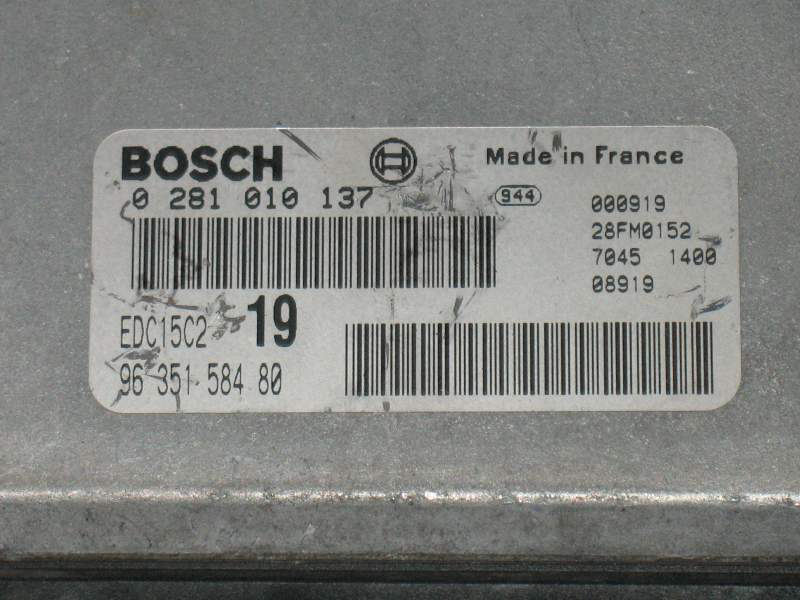 BOSCH Made in France
0 281 010 137 944 000919
28FM0152
7045 1400
08919
EDC15C2 19
96 351 584 80